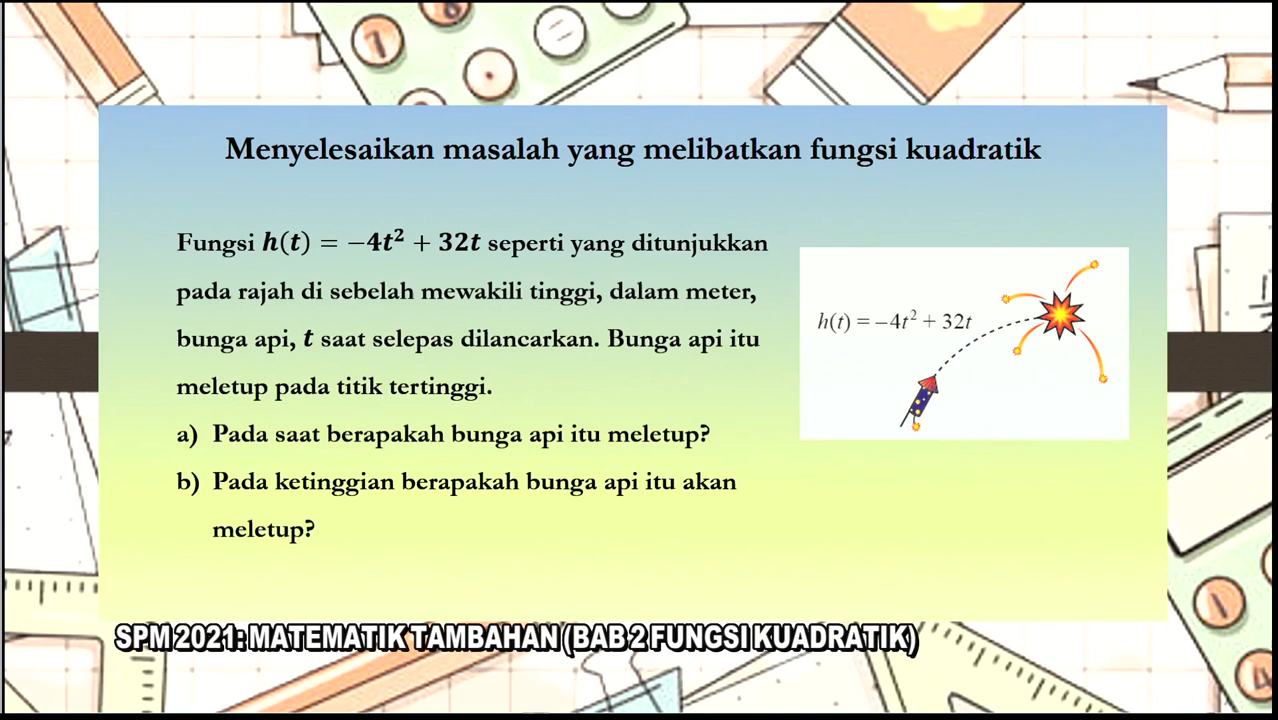 Menyelesaikan masalah yang melibatkan fungsi kuadratik
Fungsi h(t) = −4t² + 32t seperti yang ditunjukkan
pada rajah di sebelah mewakili tinggi, dalam meter,
bunga api, t saat selepas dilancarkan. Bunga api itu
meletup pada titik tertinggi.
a) Pada saat berapakah bunga api itu meletup?
b) Pada ketinggian berapakah bunga api itu akan
meletup?
h(t) = −4t² + 32t
SPM 2021: MATEMATIK TAMBAHAN (BAB 2 FUNGSI KUADRATIK)